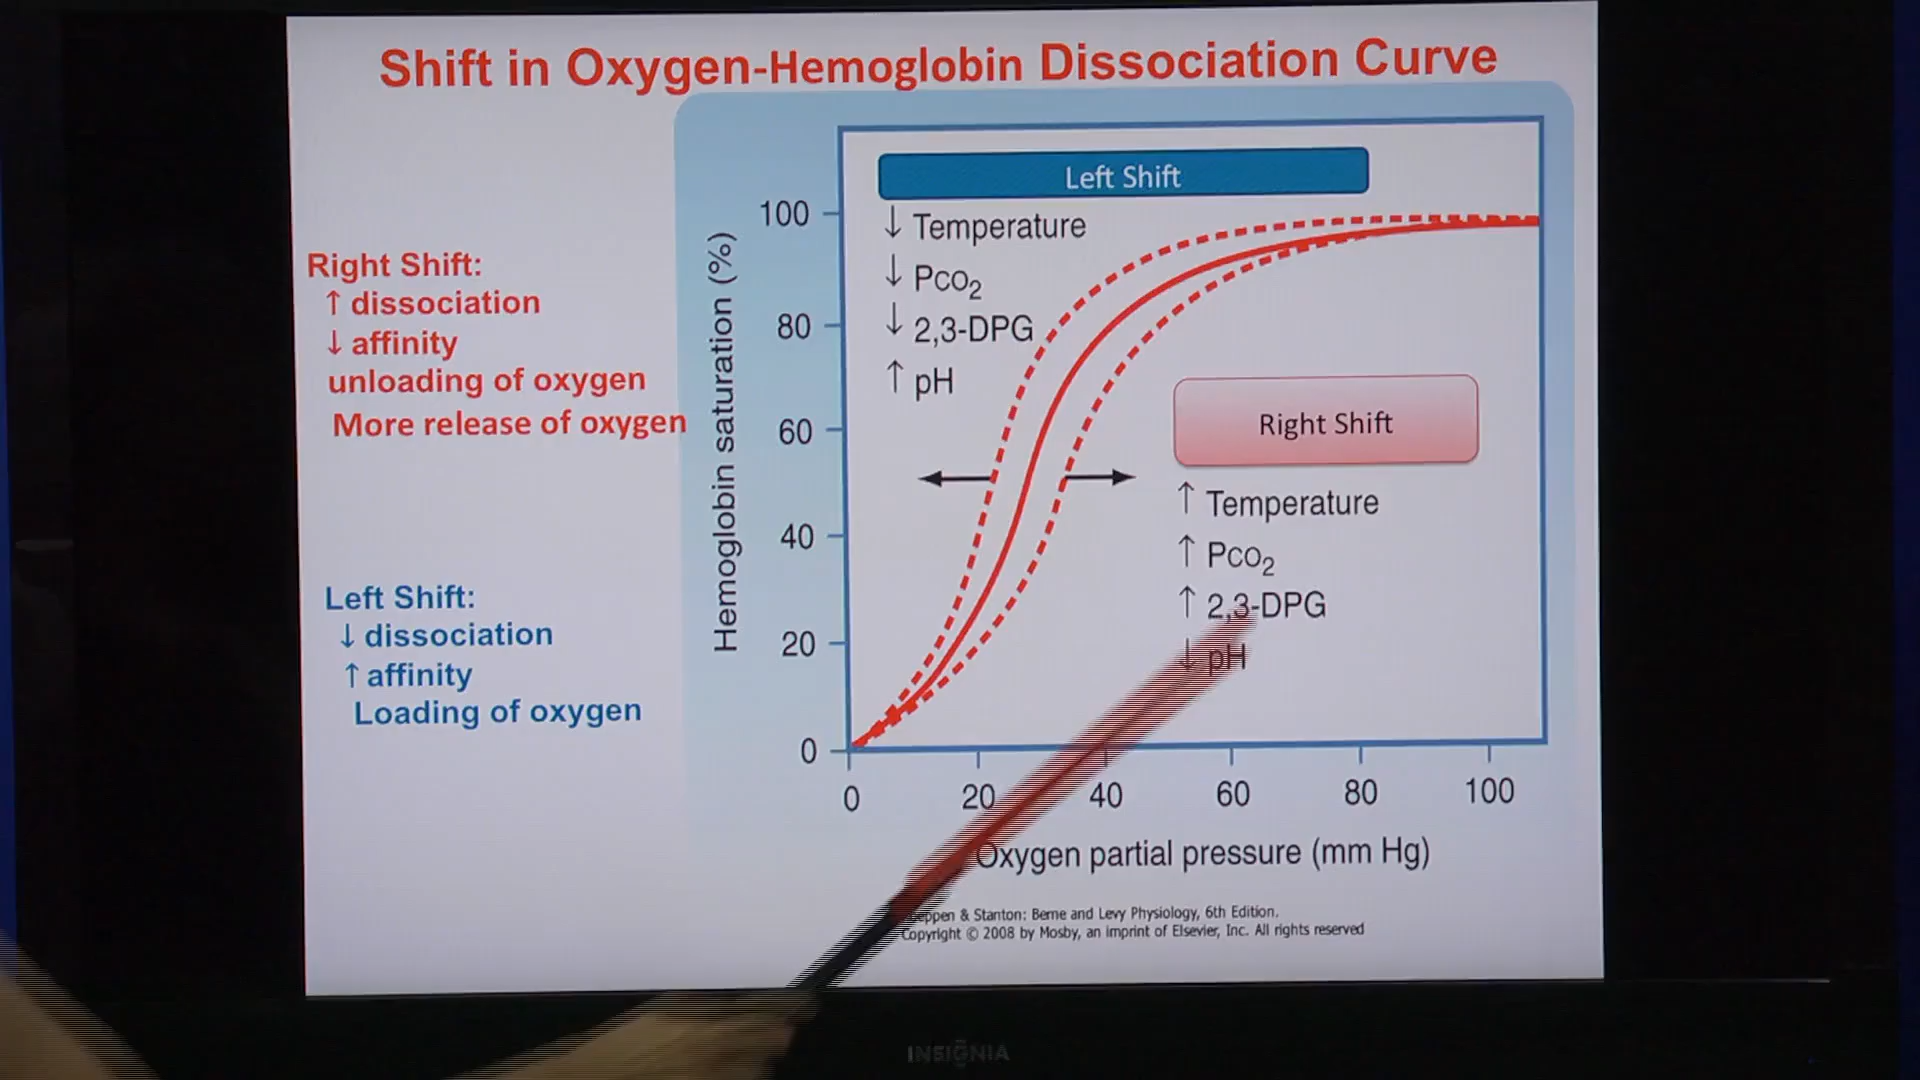 Shift in Oxygen-Hemoglobin Dissociation Curve
Right Shift:
↑ dissociation
↓ affinity
unloading of oxygen
More release of oxygen
Left Shift:
↓ dissociation
↑ affinity
Loading of oxygen
Hemoglobin saturation (%)
100
80
60
40
20
0
Left Shift
↓ Temperature
↓ PCO2
↓ 2,3-DPG
↑ pH
Right Shift
↑ Temperature
↑ PCO2
↑ 2,3-DPG
↓ pH
0 20 40 60 80 100
Oxygen partial pressure (mm Hg)
& Stanton: Berne and Levy Physiology, 6th Edition.
Copyright © 2008 by Mosby, an imprint of Elsevier, Inc. All rights reserved
INSIGNIA